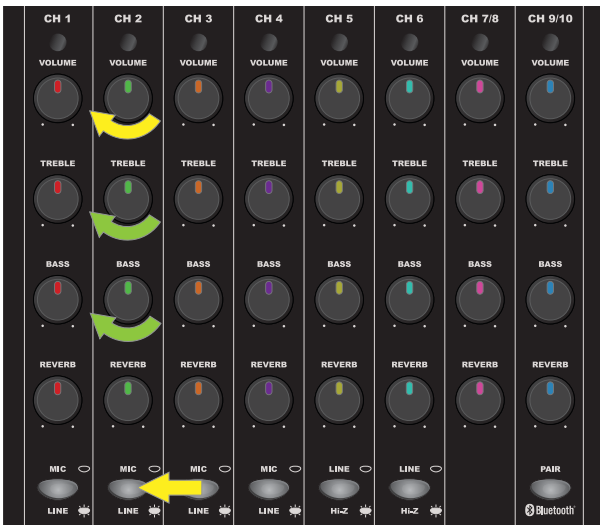 CH 1 CH 2 CH 3 CH 4 CH 5 CH 6 CH 7/8 CH 9/10
VOLUME VOLUME VOLUME VOLUME VOLUME VOLUME VOLUME VOLUME
TREBLE TREBLE TREBLE TREBLE TREBLE TREBLE TREBLE TREBLE
BASS BASS BASS BASS BASS BASS BASS BASS
REVERB REVERB REVERB REVERB REVERB REVERB REVERB
MIC MIC MIC MIC LINE LINE PAIR
LINE LINE LINE LINE Hi-Z Hi-Z Bluetooth